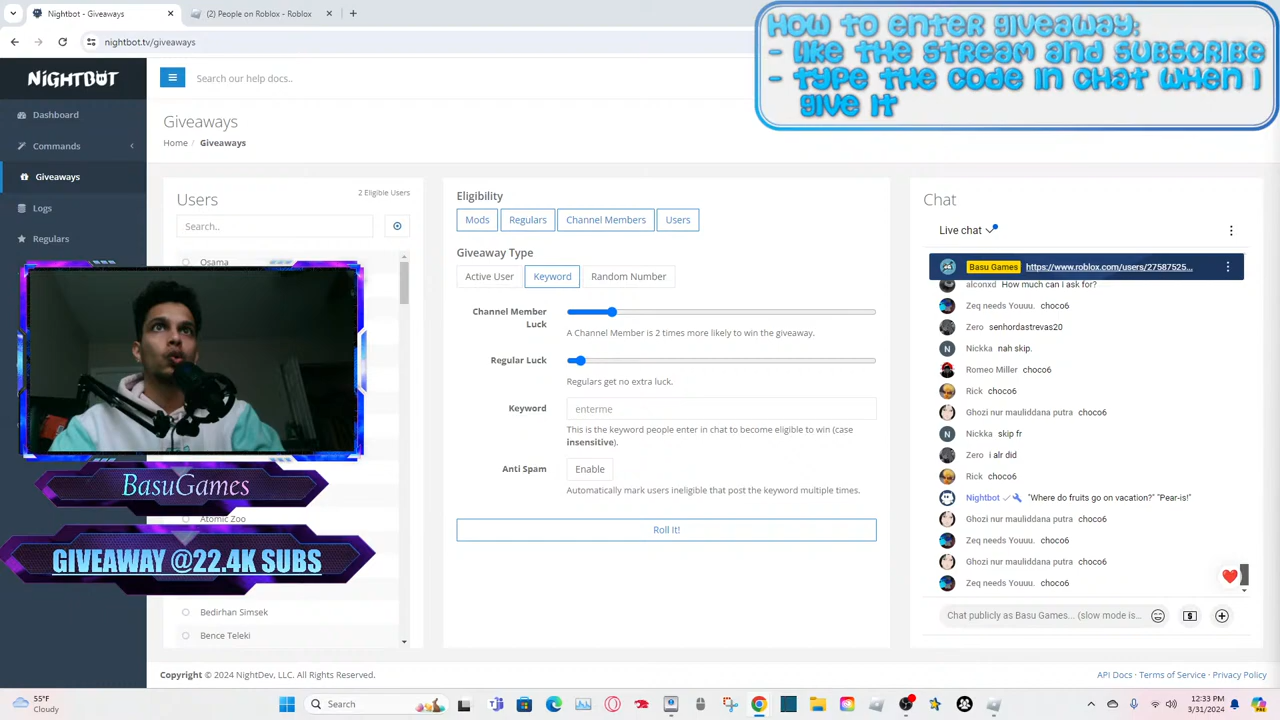 Nightbot - Giveaways
(2) People on Roblox - Roblox
nightbot.tv/giveaways
How to enter giveaway:
- Like the stream and subscribe
- Type the code in chat when I
give it
NIGHTBOT
Search our help docs..
Dashboard
Commands
Giveaways
Logs
Regulars
Giveaways
Home / Giveaways
Users
2 Eligible Users
Search..
Osama
Atomic Zoo
Bedirhan Simsek
Bence Teleki
BasuGames
GIVEAWAY @22.4K SUBS
Eligibility
Mods Regulars Channel Members Users
Giveaway Type
Active User Keyword Random Number
Channel Member
Luck
A Channel Member is 2 times more likely to win the giveaway.
Regular Luck
Regulars get no extra luck.
Keyword
enterme
This is the keyword people enter in chat to become eligible to win (case
insensitive).
Anti Spam
Enable
Automatically mark users ineligible that post the keyword multiple times.
Roll It!
Chat
Live chat
Basu Games https://www.roblox.com/users/27587525...
alconxd How much can I ask for?
Zeq needs Youuu. choco6
Zero senhordastrevas20
N Nickka nah skip.
Romeo Miller choco6
Rick choco6
Ghozi nur mauliddana putra choco6
N Nickka skip fr
Zero i alr did
Rick choco6
Nightbot "Where do fruits go on vacation?" "Pear-is!"
Ghozi nur mauliddana putra choco6
Zeq needs Youuu. choco6
Ghozi nur mauliddana putra choco6
Zeq needs Youuu. choco6
Chat publicly as Basu Games... (slow mode is...
Copyright © 2024 NightDev, LLC. All Rights Reserved.
API Docs · Terms of Service · Privacy Policy
55°F
Cloudy
Search
12:33 PM
3/31/2024